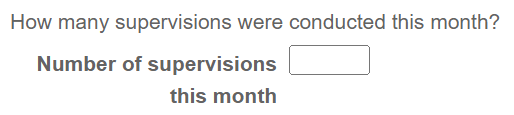 How many supervisions were conducted this month?
Number of supervisions
this month